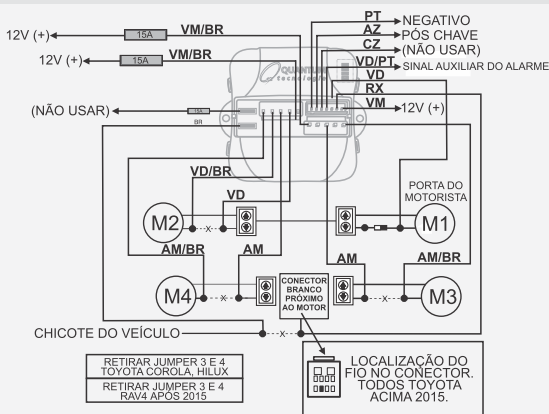 PT
NEGATIVO
12V (+) 15A VM/BR
AZ
PÓS CHAVE
CZ
(NÃO USAR)
12V (+) 15A VM/BR
VD/PT
SINAL AUXILIAR DO ALARME
QUANTUM
tecnologia
VD
RX
(NÃO USAR) 15A
VM
12V (+)
BR
VD/BR
VD
PORTA DO
MOTORISTA
M2
M1
AM/BR
AM
AM
AM/BR
M4
CONECTOR
BRANCO
PRÓXIMO
AO MOTOR
M3
CHICOTE DO VEÍCULO
x
x
x
x
x
RETIRAR JUMPER 3 E 4
TOYOTA COROLA, HILUX
RETIRAR JUMPER 3 E 4
RAV4 APÓS 2015
LOCALIZAÇÃO DO
FIO NO CONECTOR.
TODOS TOYOTA
ACIMA 2015.